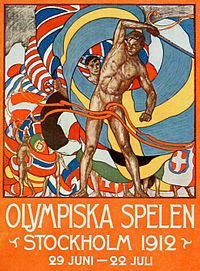 OLYMPISKA SPELEN
STOCKHOLM 1912
29 JUNI — 22 JULI